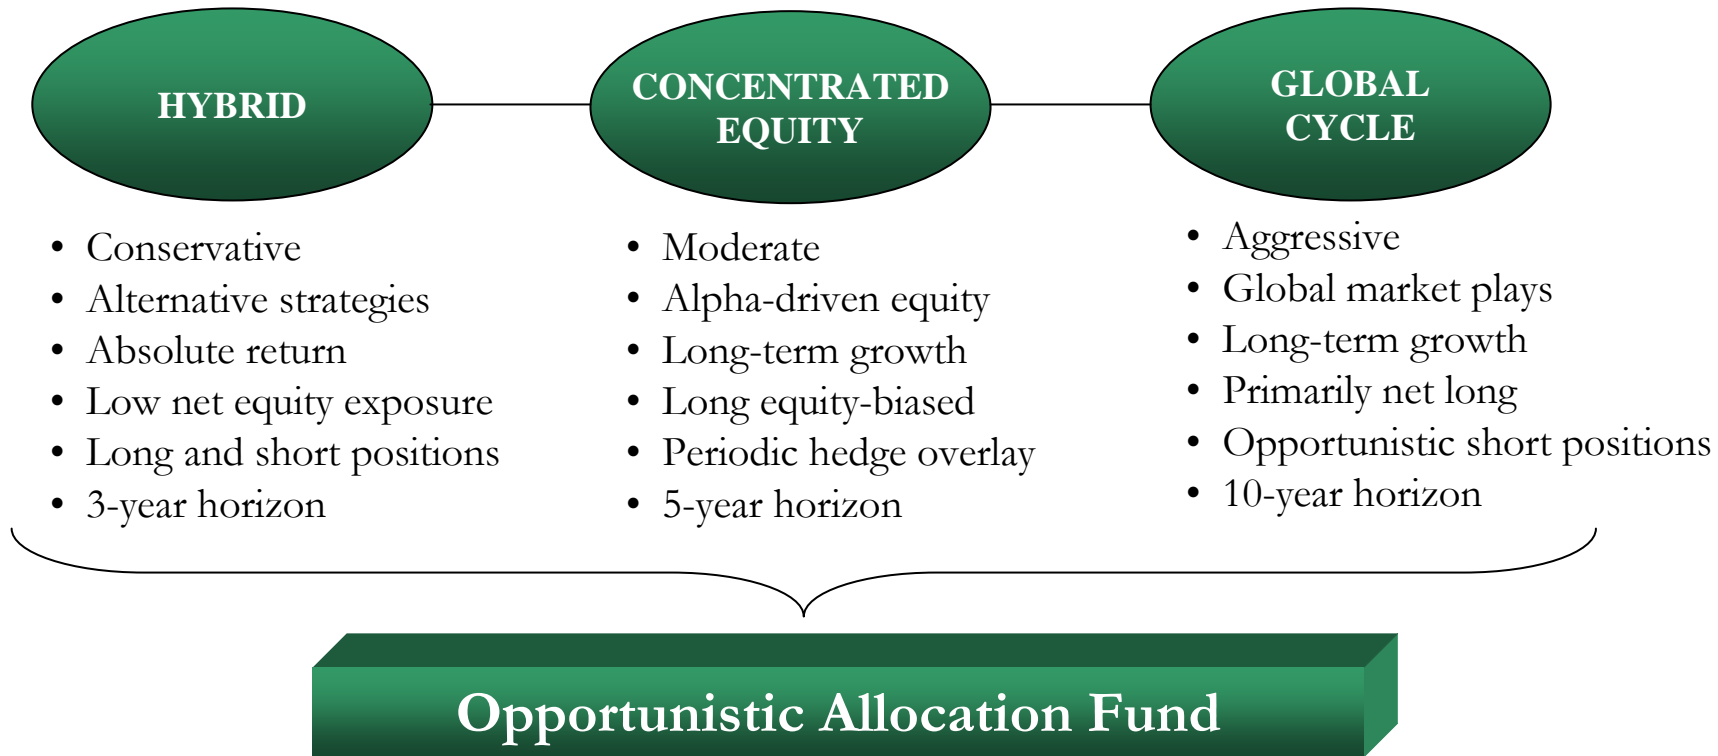 HYBRID
• Conservative
• Alternative strategies
• Absolute return
• Low net equity exposure
• Long and short positions
• 3-year horizon
CONCENTRATED
EQUITY
• Moderate
• Alpha-driven equity
• Long-term growth
• Long equity-biased
• Periodic hedge overlay
• 5-year horizon
GLOBAL
CYCLE
• Aggressive
• Global market plays
• Long-term growth
• Primarily net long
• Opportunistic short positions
• 10-year horizon
Opportunistic Allocation Fund